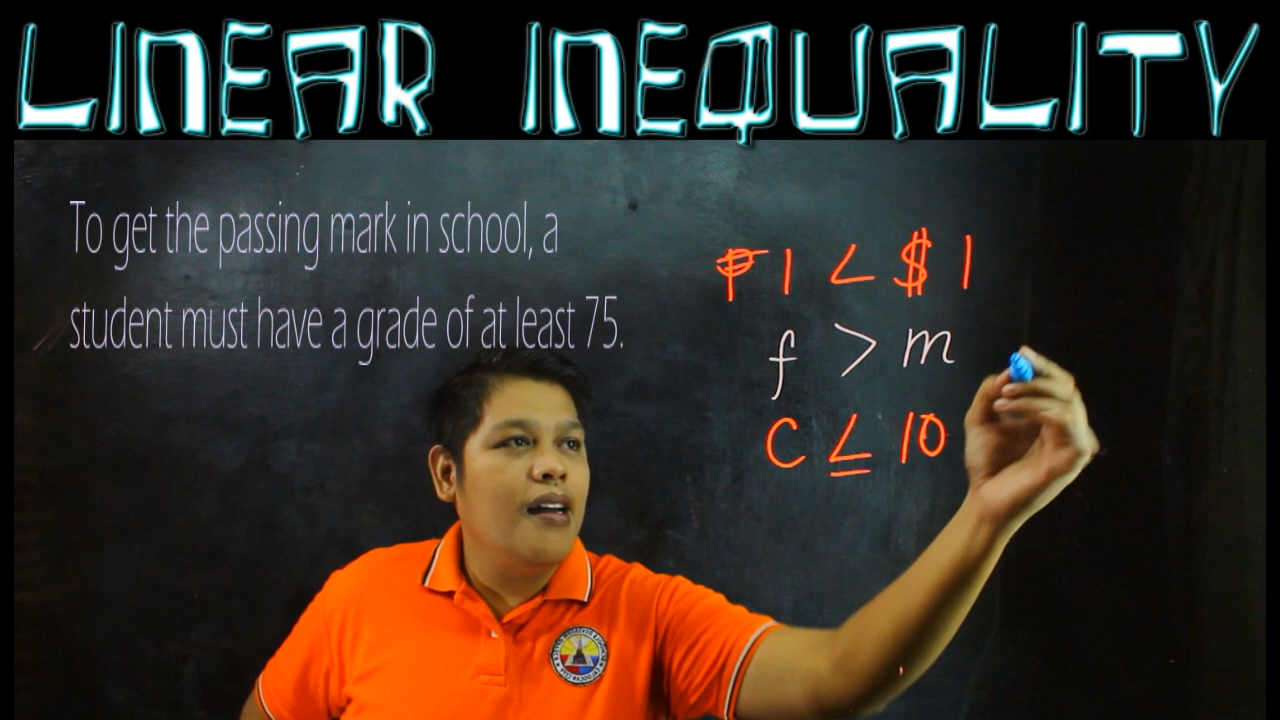 LINEAR INEQUALITY
To get the passing mark in school, a
student must have a grade of at least 75.
₱ 1 < $ 1
f > m
C ≤ 10